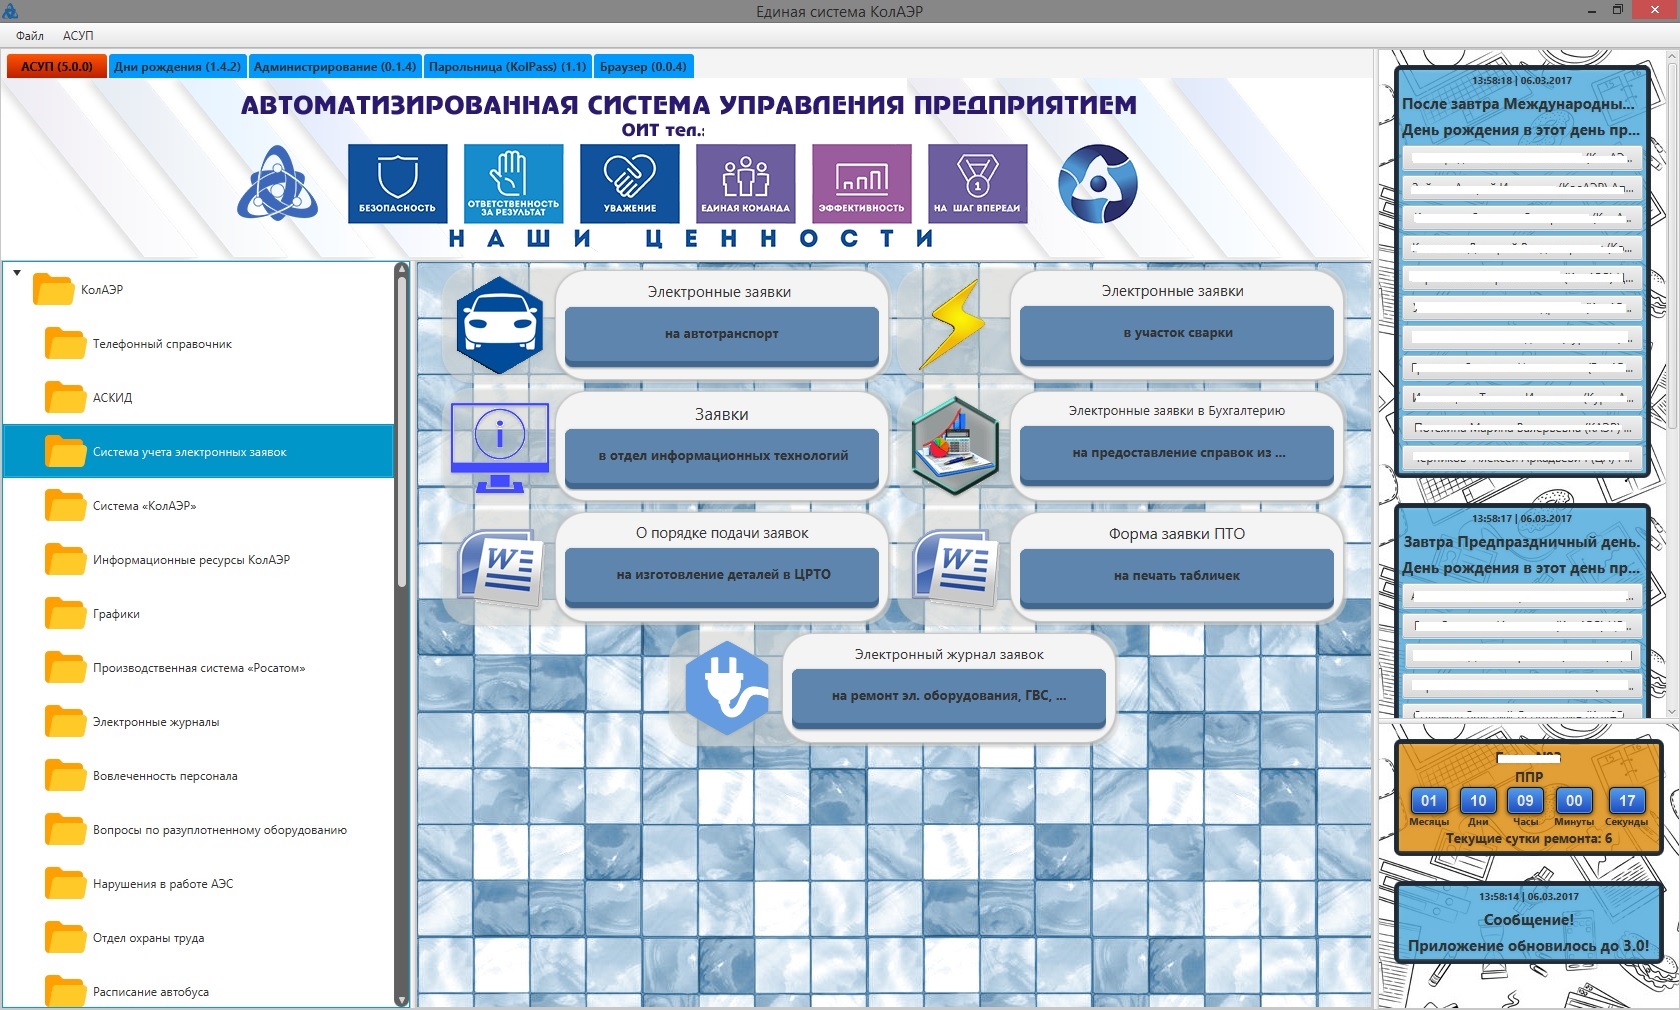 Единая система КолАЭР
Файл АСУП
АСУП (5.0.0) Дни рождения (1.4.2) Администрирование (0.1.4) Парольница (KolPass) (1.1) Браузер (0.0.4)
АВТОМАТИЗИРОВАННАЯ СИСТЕМА УПРАВЛЕНИЯ ПРЕДПРИЯТИЕМ
ОИТ тел.:
БЕЗОПАСНОСТЬ
ОТВЕТСТВЕННОСТЬ
ЗА РЕЗУЛЬТАТ
УВАЖЕНИЕ
ЕДИНАЯ КОМАНДА
ЭФФЕКТИВНОСТЬ
НА ШАГ ВПЕРЕДИ
1
НАШИ ЦЕННОСТИ
КолАЭР
Телефонный справочник
АСКИД
Система учета электронных заявок
Система «КолАЭР»
Информационные ресурсы КолАЭР
Графики
Производственная система «Росатом»
Электронные журналы
Вовлеченность персонала
Вопросы по разуплотненному оборудованию
Нарушения в работе АЭС
Отдел охраны труда
Расписание автобуса
Электронные заявки
на автотранспорт
Электронные заявки
в участок сварки
Заявки
в отдел информационных технологий
Электронные заявки в Бухгалтерию
на предоставление справок из ...
О порядке подачи заявок
на изготовление деталей в ЦРТО
Форма заявки ПТО
на печать табличек
Электронный журнал заявок
на ремонт эл. оборудования, ГВС, ...
13:58:18 | 06.03.2017
После завтра Международны...
День рождения в этот день пр...
13:58:17 | 06.03.2017
Завтра Предпраздничный день.
День рождения в этот день пр...
ППР
01 10 09 00 17
Месяцы Дни Часы Минуты Секунды
Текущие сутки ремонта: 6
13:58:14 | 06.03.2017
Сообщение!
Приложение обновилось до 3.0!